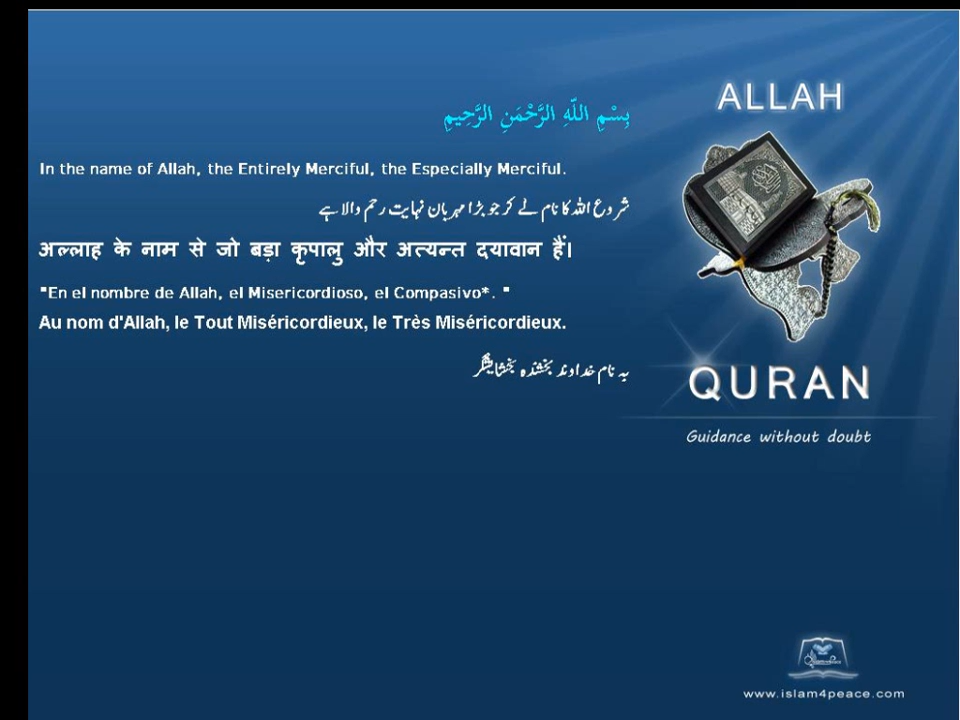 بِسْمِ اللّهِ الرَّحْمَنِ الرَّحِيمِ
In the name of Allah, the Entirely Merciful, the Especially Merciful.
شروع اللہ کا نام لے کر جو بڑا مہربان نہایت رحم والا ہے
अल्लाह के नाम से जो बड़ा कृपालु और अत्यन्त दयावान हैं।
"En el nombre de Allah, el Misericordioso, el Compasivo*. "
Au nom d'Allah, le Tout Miséricordieux, le Très Miséricordieux.
به نام خداوند بخشنده بخشایشگر
ALLAH
QURAN
Guidance without doubt
www.islam4peace.com